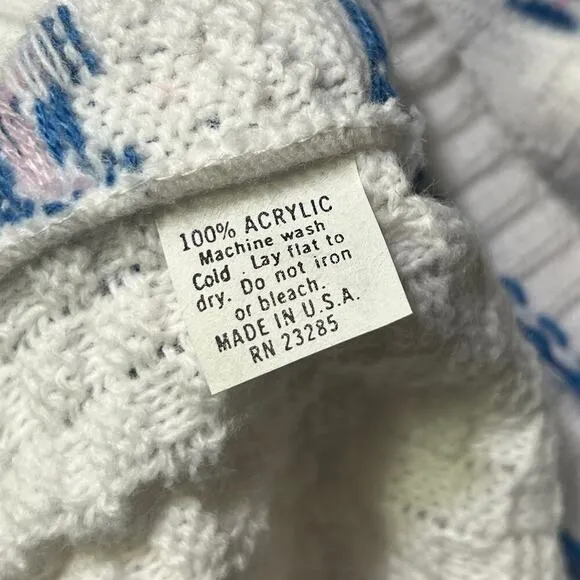 100% ACRYLIC
Machine wash
Cold . Lay flat to
dry. Do not iron
or bleach.
MADE IN U.S.A.
RN 23285